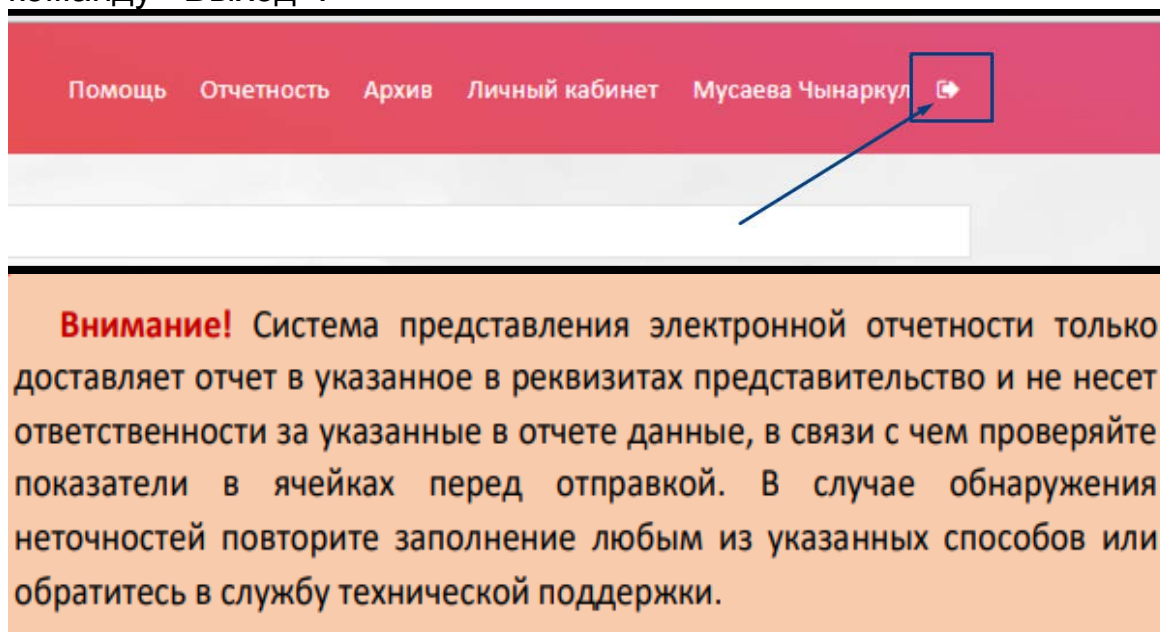 команду "Выход".
Помощь Отчетность Архив Личный кабинет Мусаева Чынаркул
Внимание! Система представления электронной отчетности только
доставляет отчет в указанное в реквизитах представительство и не несет
ответственности за указанные в отчете данные, в связи с чем проверяйте
показатели в ячейках перед отправкой. В случае обнаружения
неточностей повторите заполнение любым из указанных способов или
обратитесь в службу технической поддержки.